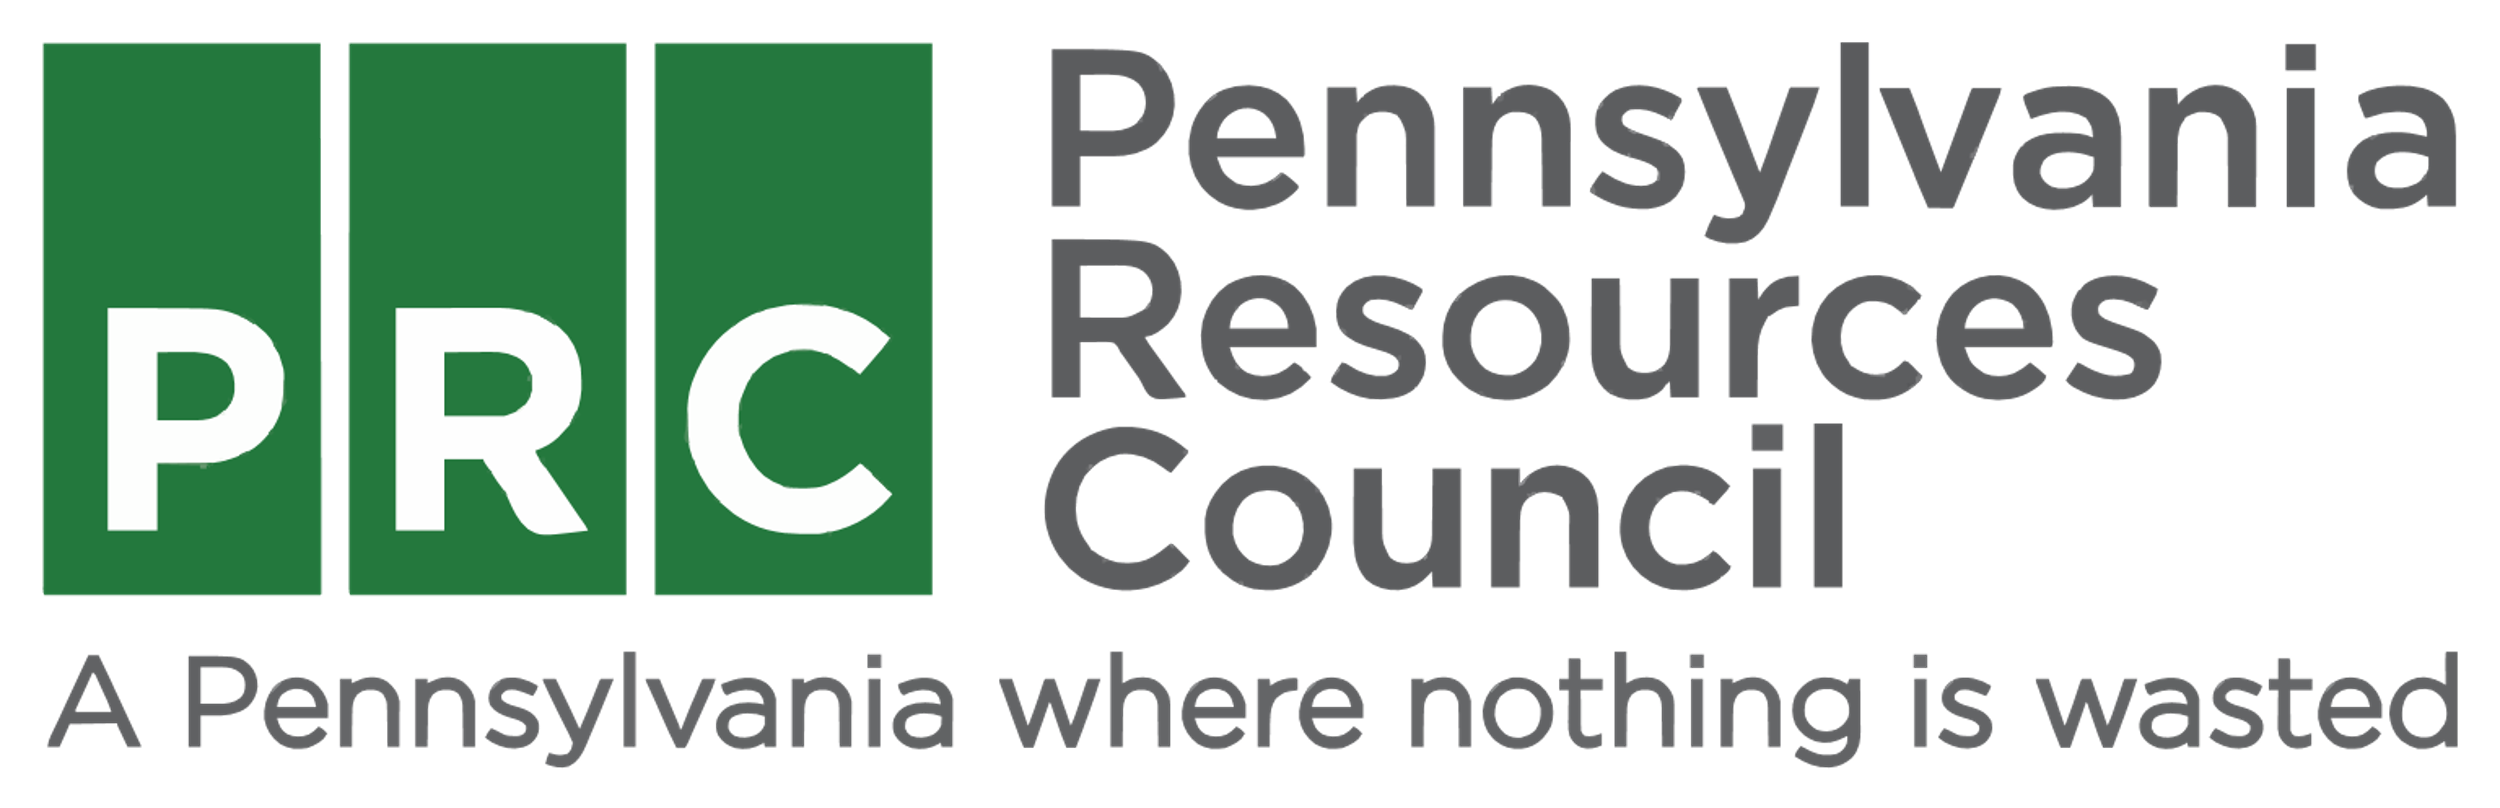 PRC
Pennsylvania
Resources
Council
A Pennsylvania where nothing is wasted